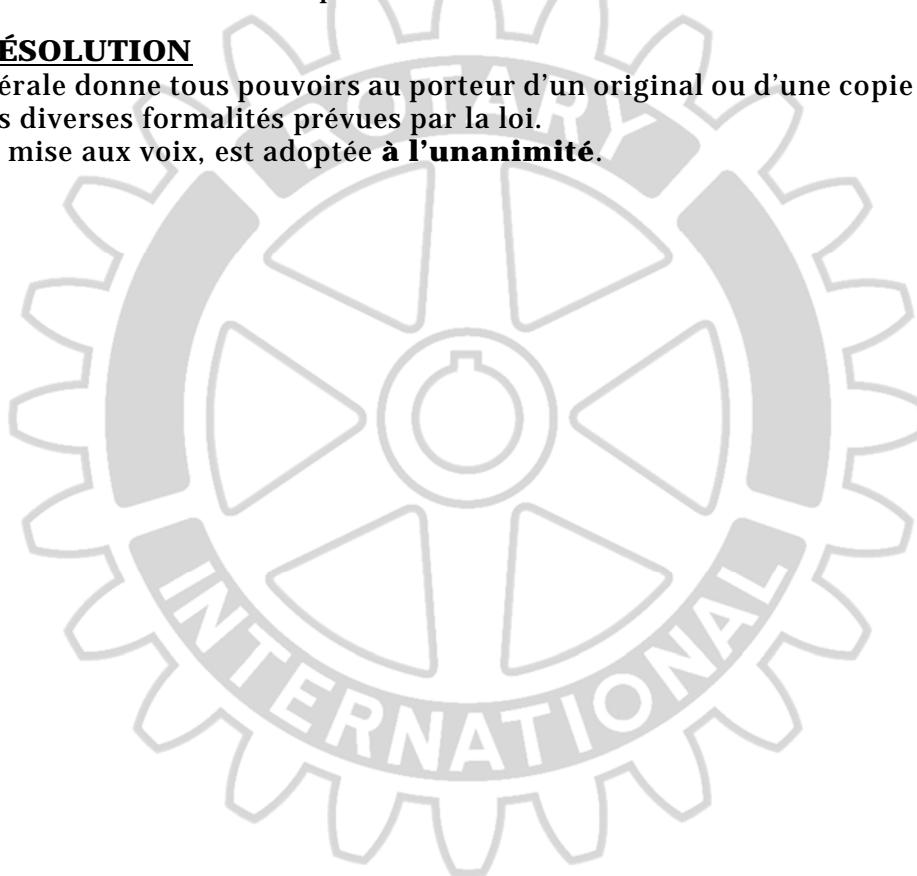 ÉSOLUTION
érale donne tous pouvoirs au porteur d’un original ou d’une copie
s diverses formalités prévues par la loi.
mise aux voix, est adoptée à l’unanimité.
ROTARY
INTERNATIONAL